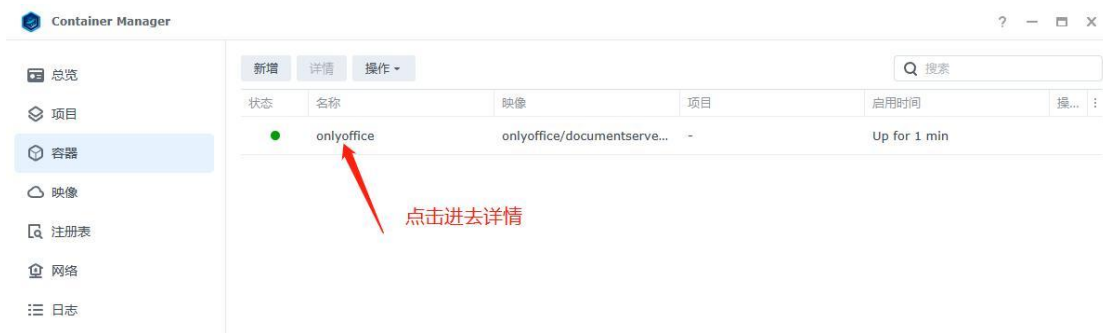 Container Manager
?
总览
项目
容器
映像
注册表
网络
日志
新增 详情 操作
搜索
状态 名称 映像 项目 启用时间 操...
onlyoffice onlyoffice/documentserve... - Up for 1 min
点击进去详情